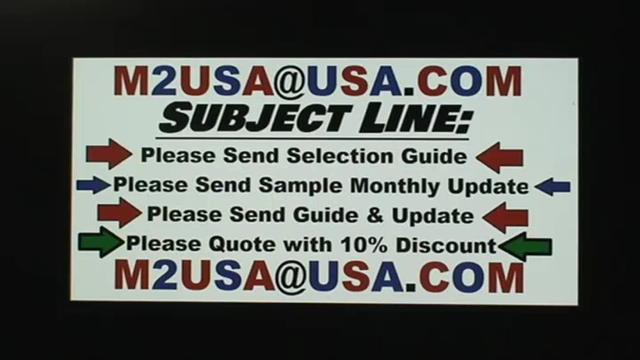 M2USA@USA.COM
SUBJECT LINE:
Please Send Selection Guide
Please Send Sample Monthly Update
Please Send Guide & Update
Please Quote with 10% Discount
M2USA@USA.COM